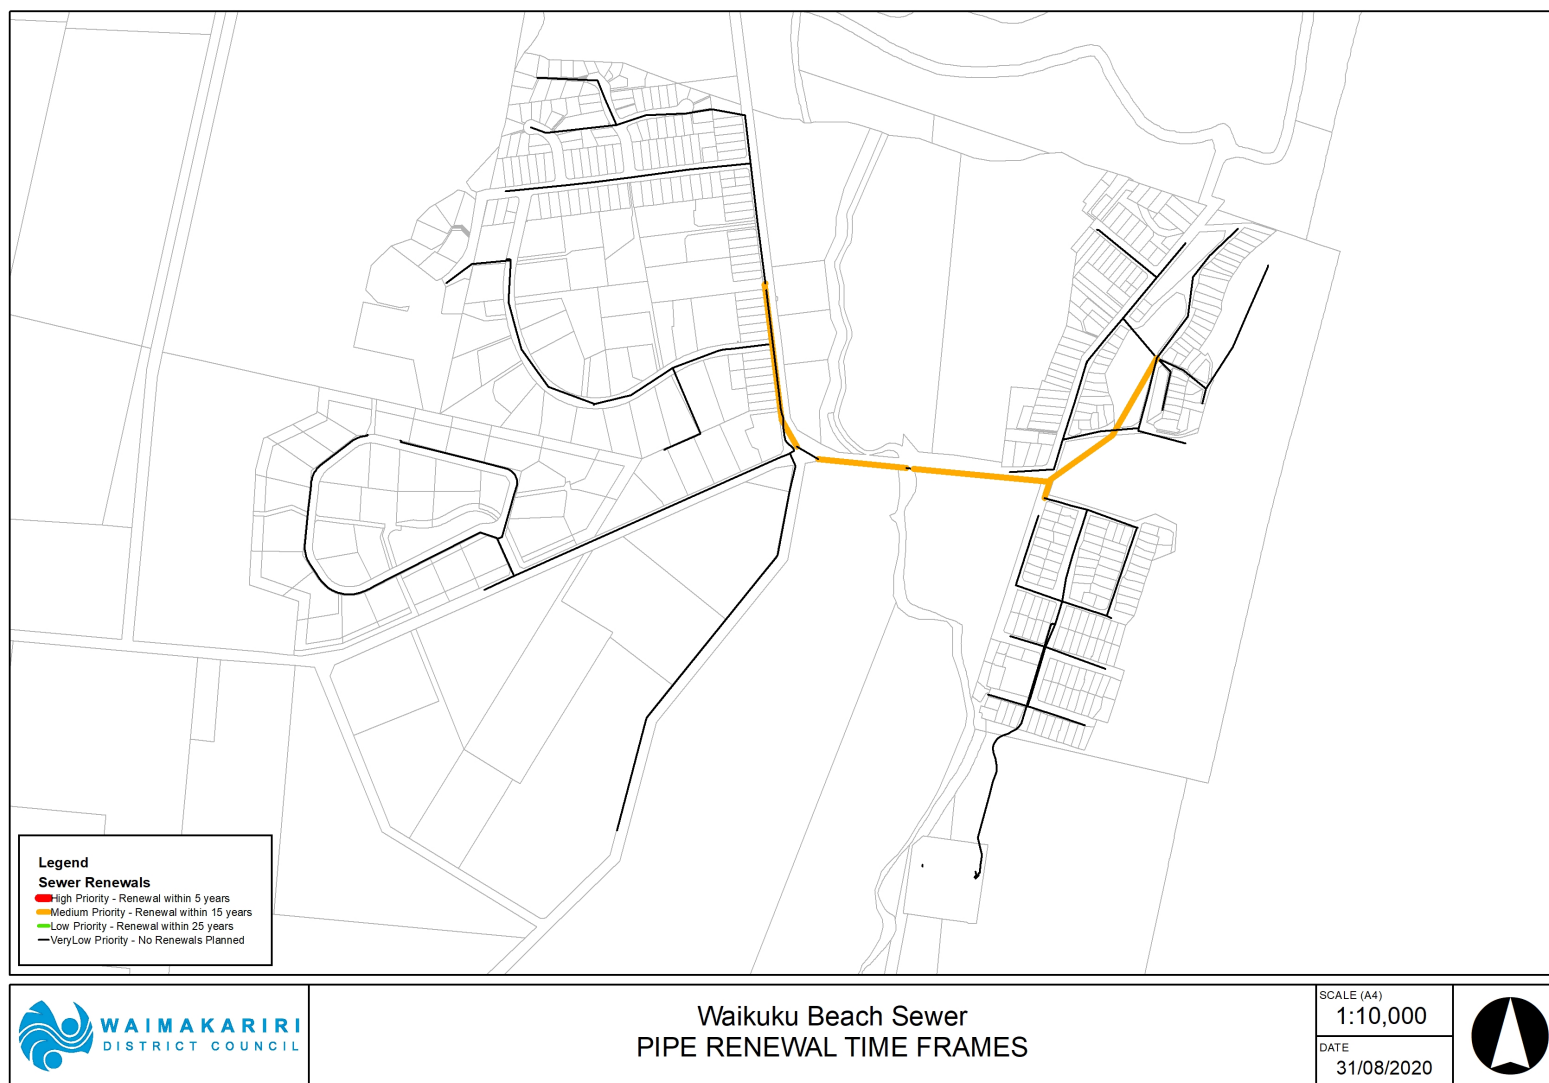 Legend
Sewer Renewals
High Priority - Renewal within 5 years
Medium Priority - Renewal within 15 years
Low Priority - Renewal within 25 years
VeryLow Priority - No Renewals Planned
WAIMAKARIRI
DISTRICT COUNCIL
Waikuku Beach Sewer
PIPE RENEWAL TIME FRAMES
SCALE (A4)
1:10,000
DATE
31/08/2020